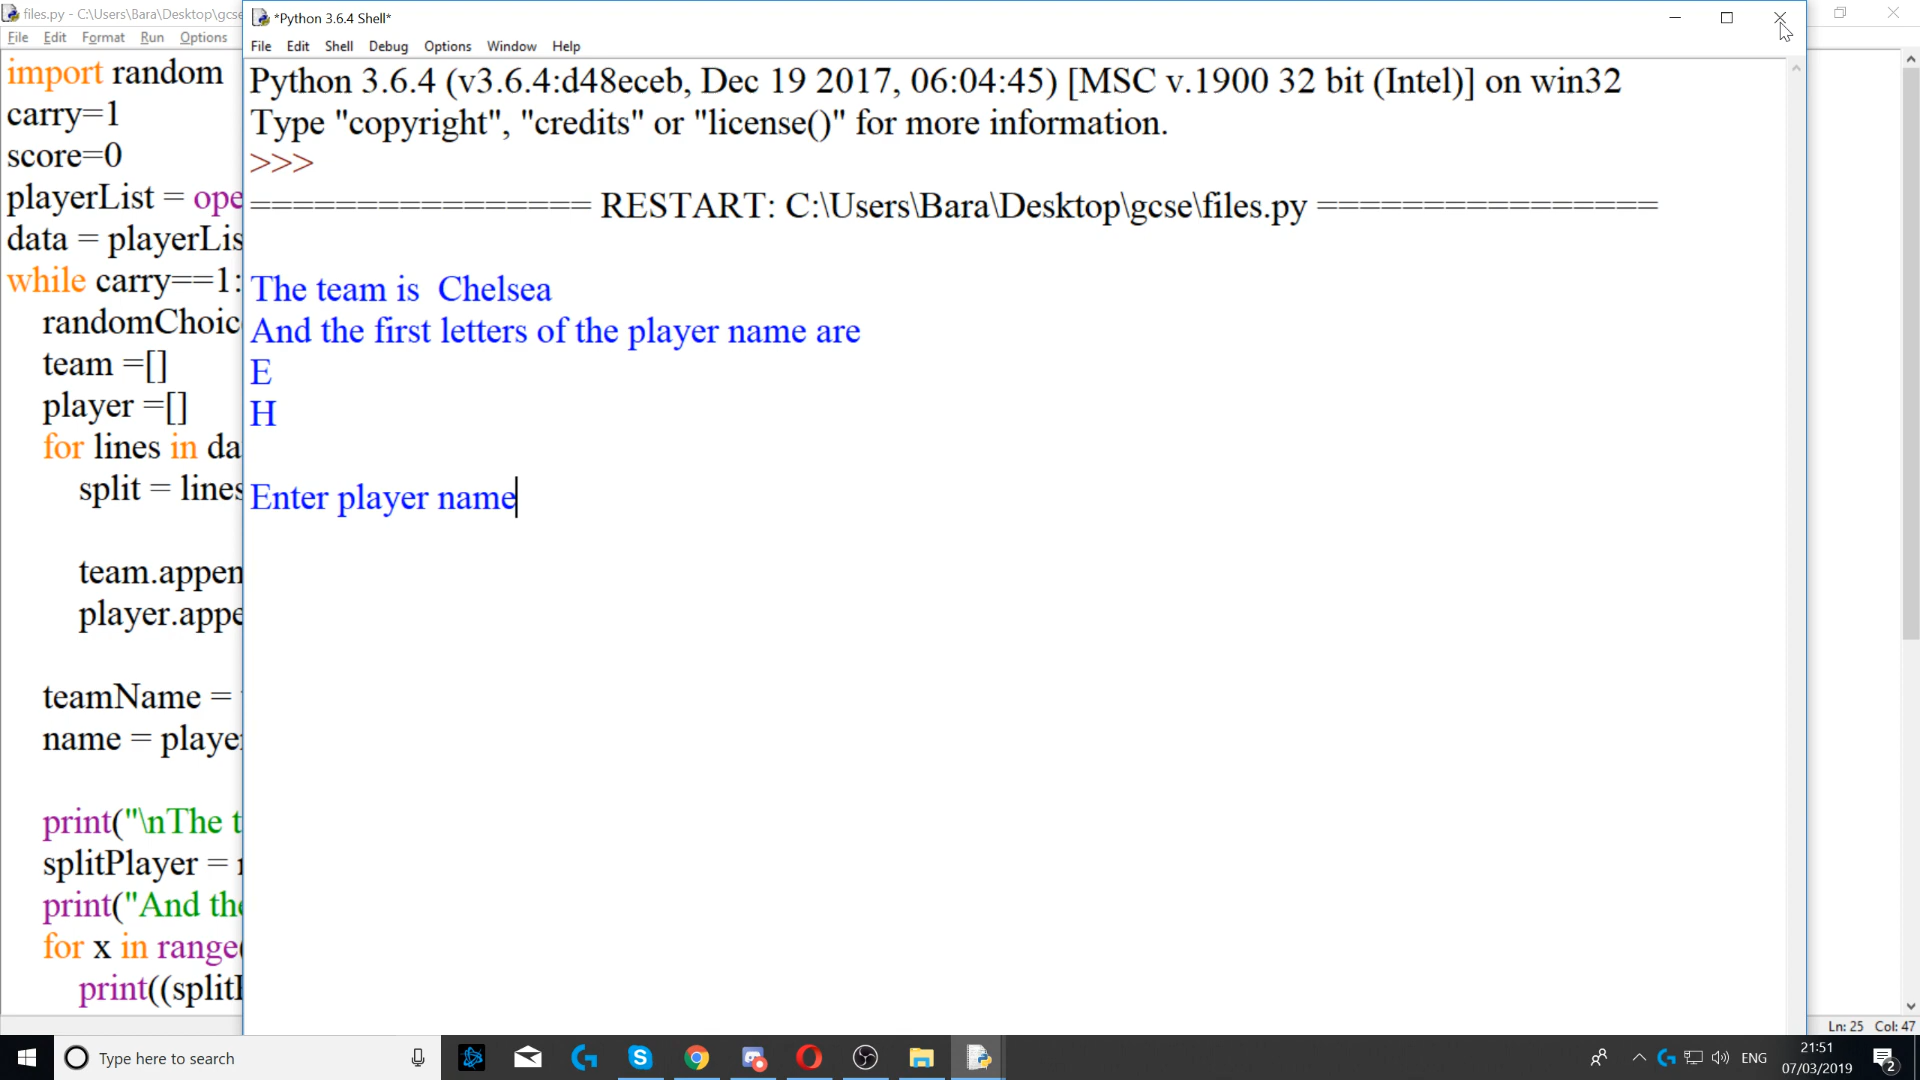 files.py - C:\Users\Bara\Desktop\gcse
File Edit Format Run Options
import random
carry=1
score=0
playerList = ope
data = playerLis
while carry==1:
randomChoic
team =[]
player =[]
for lines in da
split = lines
team.appen
player.appe
teamName =
name = player
print("\nThe t
splitPlayer =
print("And the
for x in range(
print((splitP
*Python 3.6.4 Shell*
File Edit Shell Debug Options Window Help
Python 3.6.4 (v3.6.4:d48eceb, Dec 19 2017, 06:04:45) [MSC v.1900 32 bit (Intel)] on win32
Type "copyright", "credits" or "license()" for more information.
>>>
================ RESTART: C:\Users\Bara\Desktop\gcse\files.py ================
The team is  Chelsea
And the first letters of the player name are
E
H
Enter player name
Ln: 25 Col: 47
Type here to search
ENG
21:51
07/03/2019
2